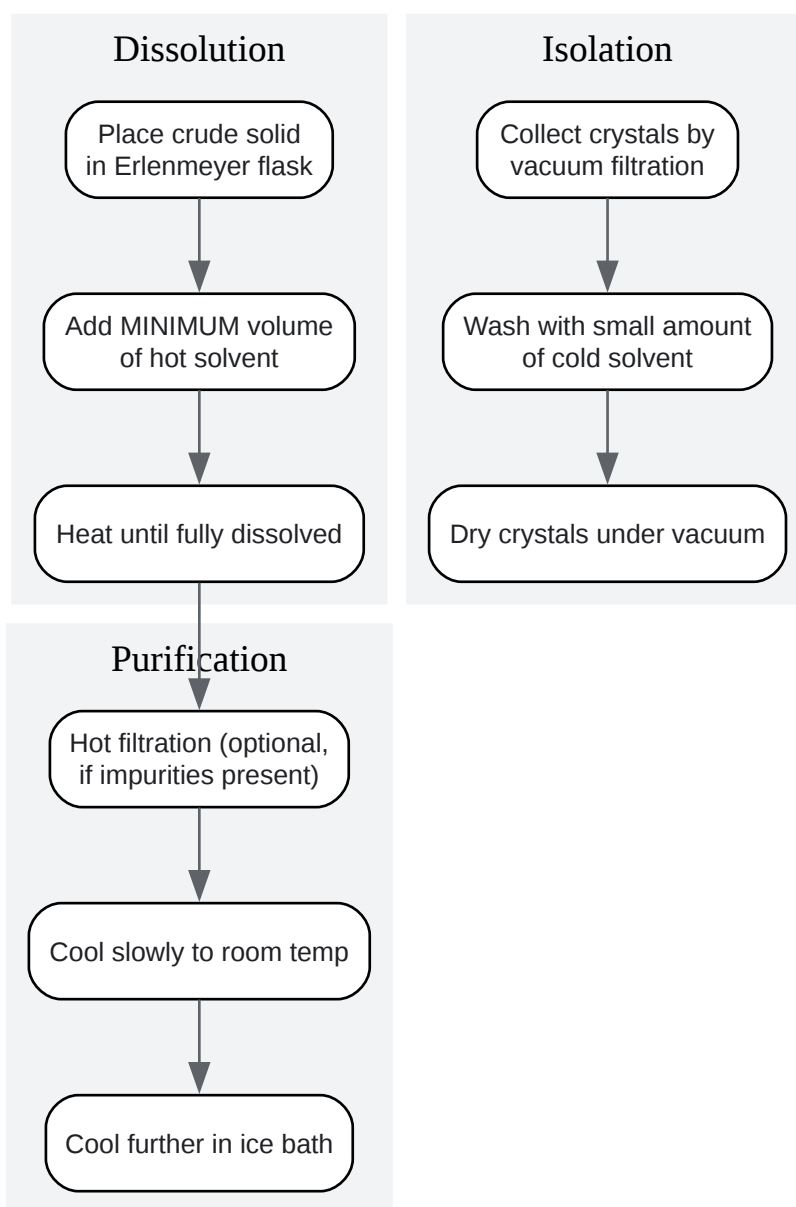 Dissolution
Place crude solid
in Erlenmeyer flask
Add MINIMUM volume
of hot solvent
Heat until fully dissolved
Purification
Hot filtration (optional,
if impurities present)
Cool slowly to room temp
Cool further in ice bath
Isolation
Collect crystals by
vacuum filtration
Wash with small amount
of cold solvent
Dry crystals under vacuum